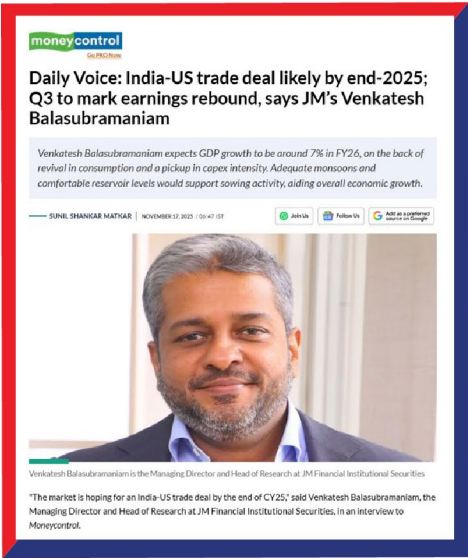 moneycontrol
Go PRO Now
Daily Voice: India-US trade deal likely by end-2025;
Q3 to mark earnings rebound, says JM's Venkatesh
Balasubramaniam
Venkatesh Balasubramaniam expects GDP growth to be around 7% in FY26, on the back of
revival in consumption and a pickup in capex intensity. Adequate monsoons and
comfortable reservoir levels would support sowing activity, aiding overall economic growth.
SUNIL SHANKAR MATKAR | NOVEMBER 17, 2025 / 06:47 IST
Join Us
Follow Us
Add as a preferred
source on Google
Venkatesh Balasubramaniam is the Managing Director and Head of Research at JM Financial Institutional Securities
"The market is hoping for an India-US trade deal by the end of CY25," said Venkatesh Balasubramaniam, the
Managing Director and Head of Research at JM Financial Institutional Securities, in an interview to
Moneycontrol.